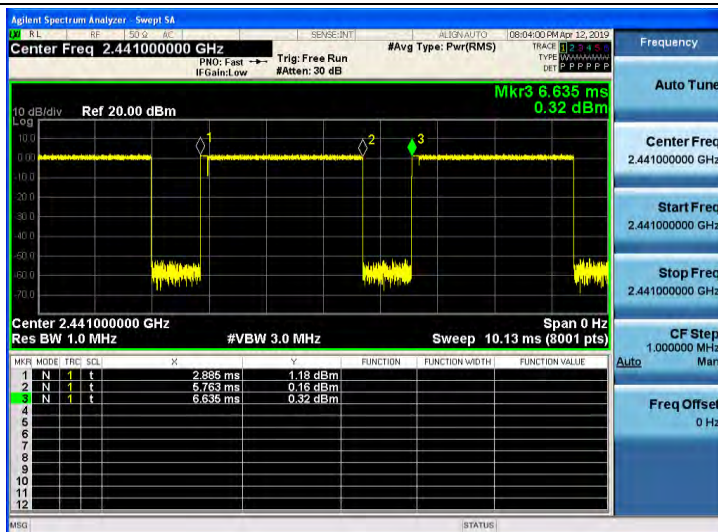 Agilent Spectrum Analyzer - Swept SA
RL RF 50 Ω AC SENSE:INT ALIGNAUTO 08:04:00 PM Apr 12, 2019
Center Freq 2.441000000 GHz
PNO: Fast
IFGain:Low
Trig: Free Run
#Atten: 30 dB
#Avg Type: Pwr(RMS)
TRACE 1 2 3 4 5 6
TYPE WWWWWW
DET P P P P P P
Frequency
Mkr3 6.635 ms
0.32 dBm
10 dB/div Ref 20.00 dBm
Log
10.0
0.00
-10.0
-20.0
-30.0
-40.0
-50.0
-60.0
-70.0
1
2
3
Center 2.441000000 GHz Span 0 Hz
Res BW 1.0 MHz #VBW 3.0 MHz Sweep 10.13 ms (8001 pts)
MKR MODE TRC SCL X Y FUNCTION FUNCTION WIDTH FUNCTION VALUE
1 N 1 t 2.885 ms 1.18 dBm
2 N 1 t 5.763 ms 0.16 dBm
3 N 1 t 6.635 ms 0.32 dBm
4
5
6
7
8
9
10
11
12
MSG STATUS
Auto Tune
Center Freq
2.441000000 GHz
Start Freq
2.441000000 GHz
Stop Freq
2.441000000 GHz
CF Step
1.000000 MHz
Auto Man
Freq Offset
0 Hz